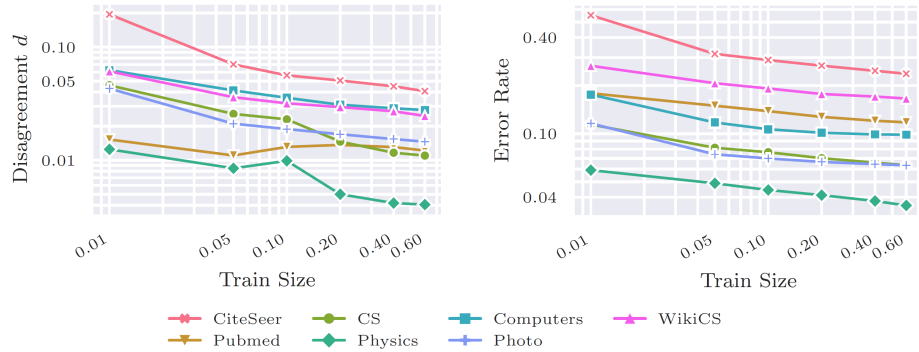 Disagreement d
0.10
0.05
0.01
0.01
0.05
0.10
0.20
0.40
0.60
Train Size
Error Rate
0.40
0.10
0.04
0.01
0.05
0.10
0.20
0.40
0.60
Train Size
CiteSeer
CS
Computers
WikiCS
Pubmed
Physics
Photo